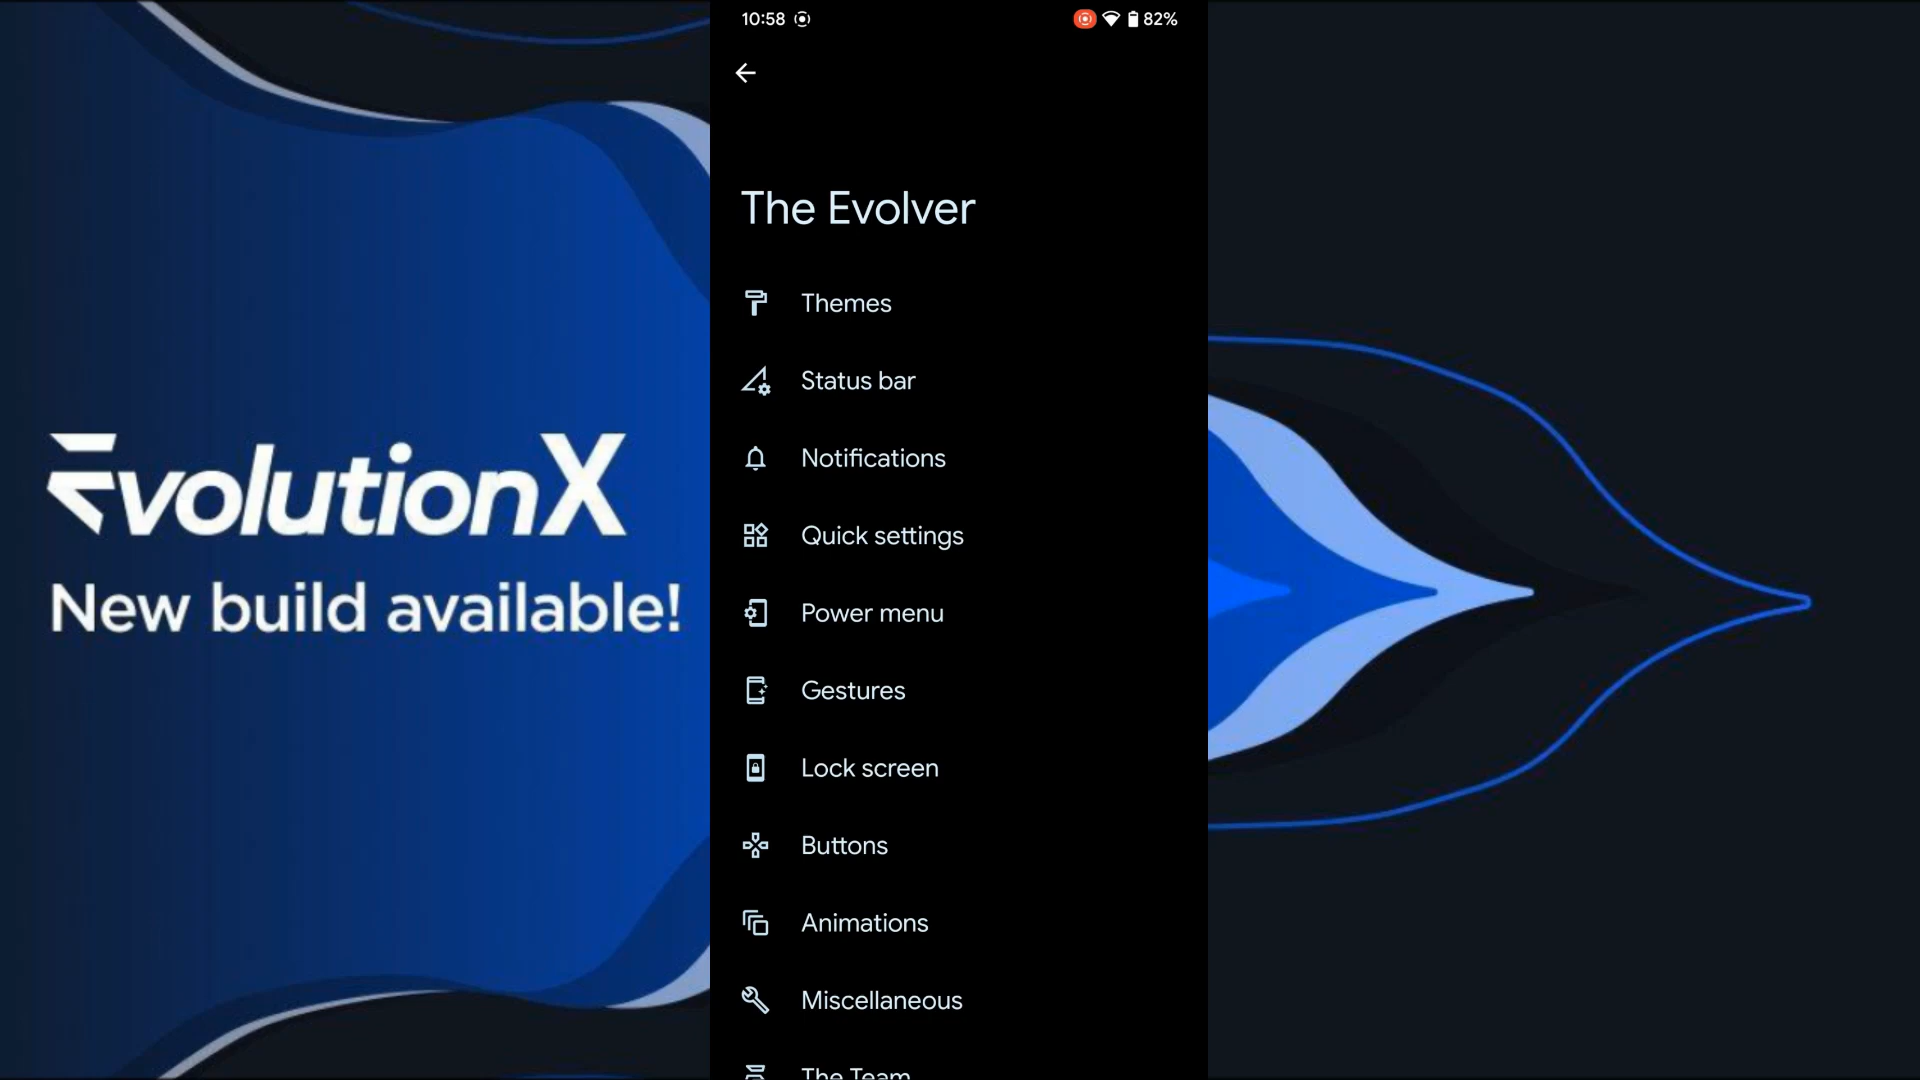 EvolutionX
New build available!
10:58
82%
The Evolver
Themes
Status bar
Notifications
Quick settings
Power menu
Gestures
Lock screen
Buttons
Animations
Miscellaneous
The Team